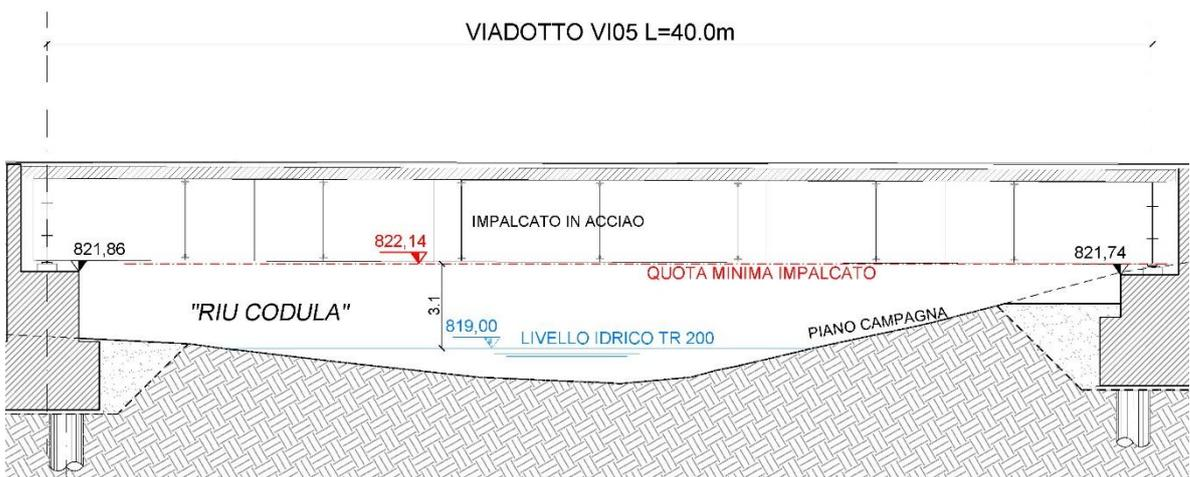 VIADOTTO VI05 L=40.0m
IMPALCATO IN ACCIAO
821,86
822,14
821,74
QUOTA MINIMA IMPALCATO
"RIU CODULA"
3.1
819,00
LIVELLO IDRICO TR 200
PIANO CAMPAGNA